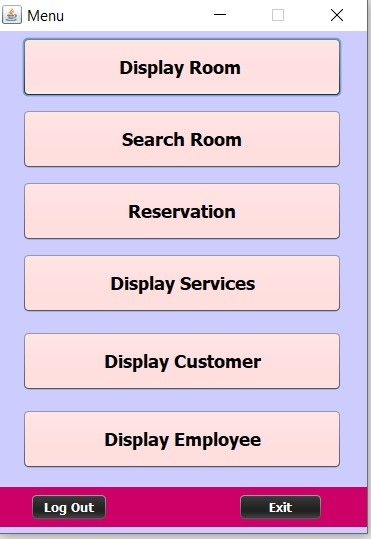 Menu
Display Room
Search Room
Reservation
Display Services
Display Customer
Display Employee
Log Out
Exit